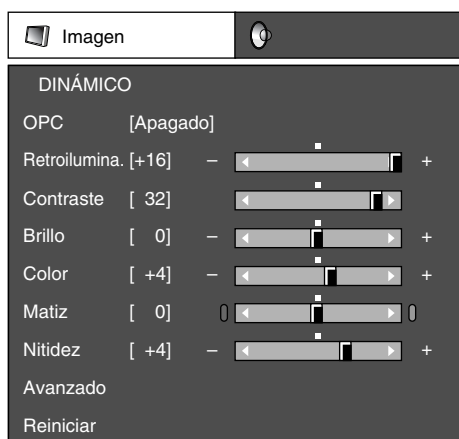 Imagen
DINÁMICO
OPC [Apagado]
Retroilumina. [+16] – +
Contraste [ 32]
Brillo [ 0] – +
Color [ +4] – +
Matiz [ 0]
Nitidez [ +4] – +
Avanzado
Reiniciar